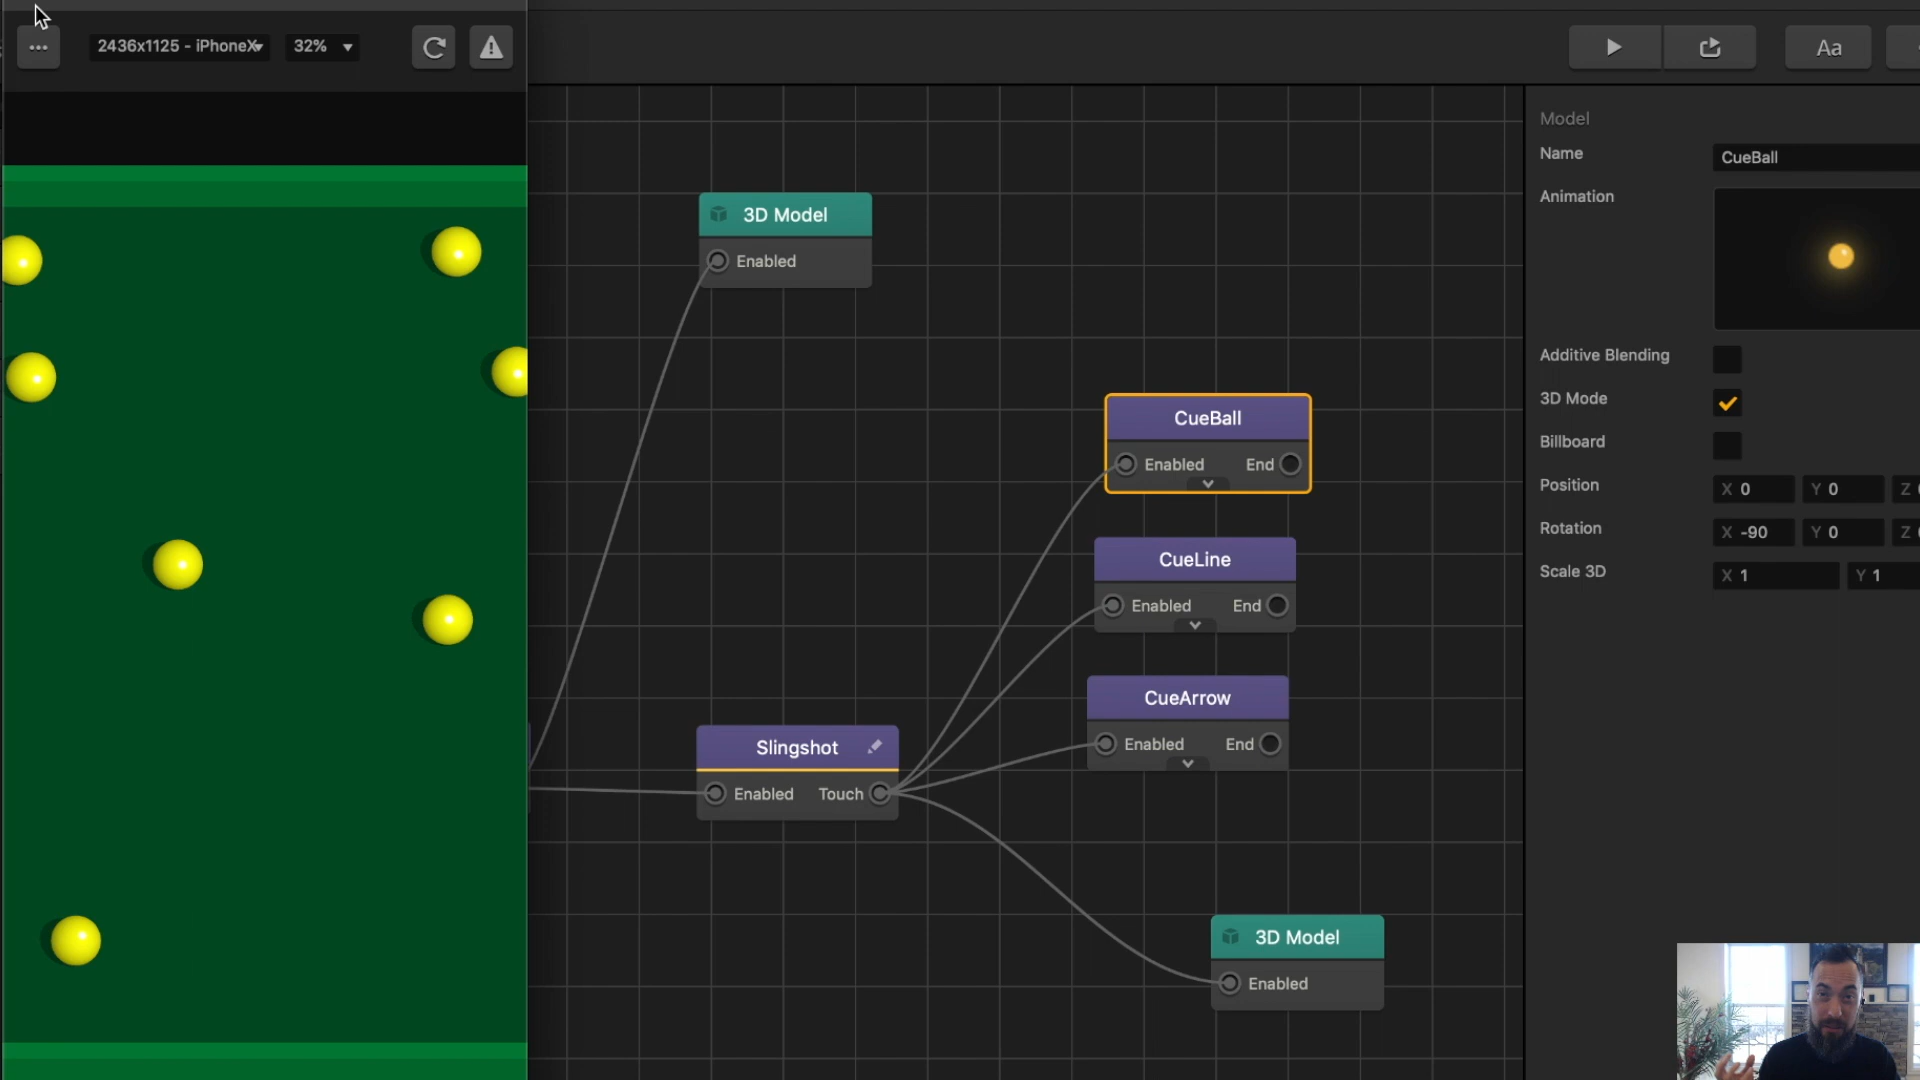 2436x1125 - iPhoneX
32%
Aa
3D Model
Enabled
CueBall
Enabled
End
CueLine
Enabled
End
CueArrow
Enabled
End
Slingshot
Enabled
Touch
3D Model
Enabled
Model
Name
CueBall
Animation
Additive Blending
3D Mode
Billboard
Position
X 0
Y 0
Z
Rotation
X -90
Y 0
Z
Scale 3D
X 1
Y 1